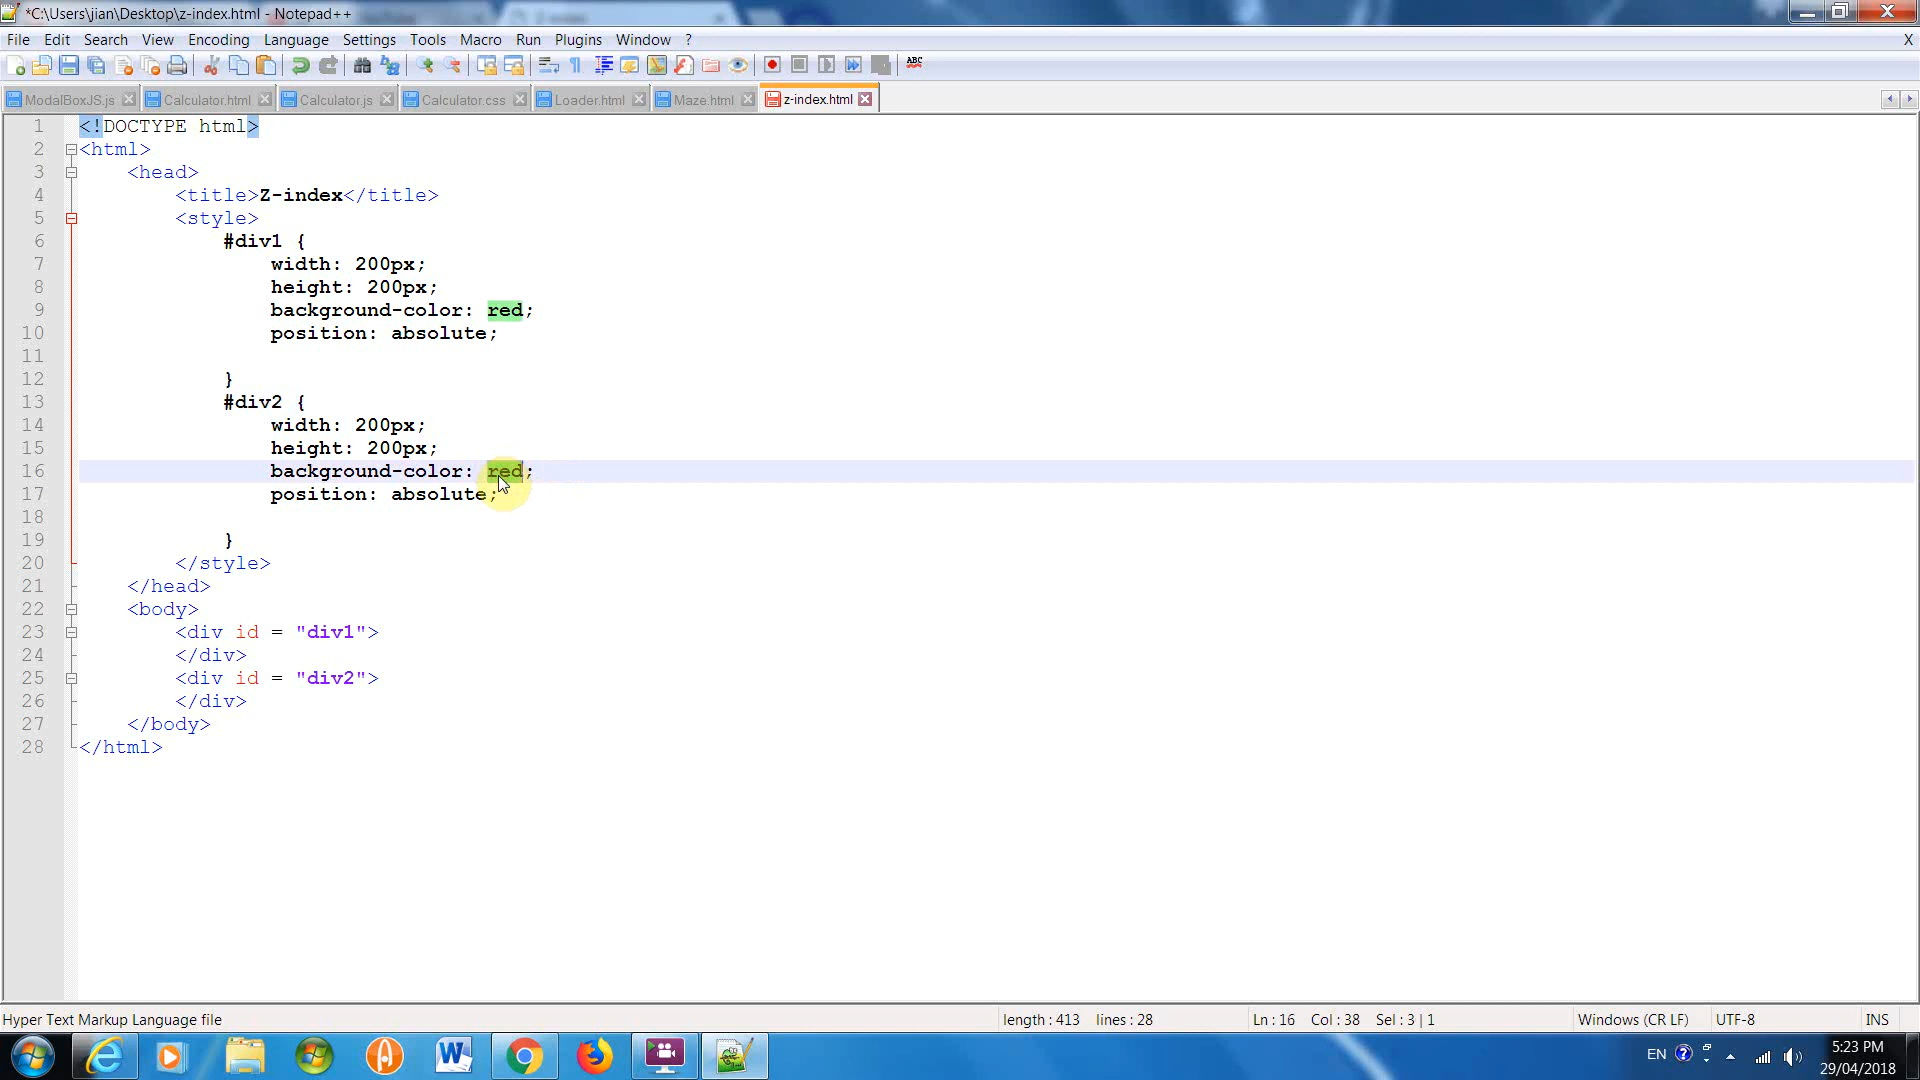 *C:\Users\jian\Desktop\z-index.html - Notepad++
File Edit Search View Encoding Language Settings Tools Macro Run Plugins Window ? X
ABC
ModalBoxJS.js Calculator.html Calculator.js Calculator.css Loader.html Maze.html z-index.html
1 <!DOCTYPE html>
2 <html>
3 <head>
4 <title>Z-index</title>
5 <style>
6 #div1 {
7 width: 200px;
8 height: 200px;
9 background-color: red;
10 position: absolute;
11
12 }
13 #div2 {
14 width: 200px;
15 height: 200px;
16 background-color: red;
17 position: absolute;
18
19 }
20 </style>
21 </head>
22 <body>
23 <div id = "div1">
24 </div>
25 <div id = "div2">
26 </div>
27 </body>
28 </html>
Hyper Text Markup Language file length : 413 lines : 28 Ln : 16 Col : 38 Sel : 3 | 1 Windows (CR LF) UTF-8 INS
EN 5:23 PM
29/04/2018